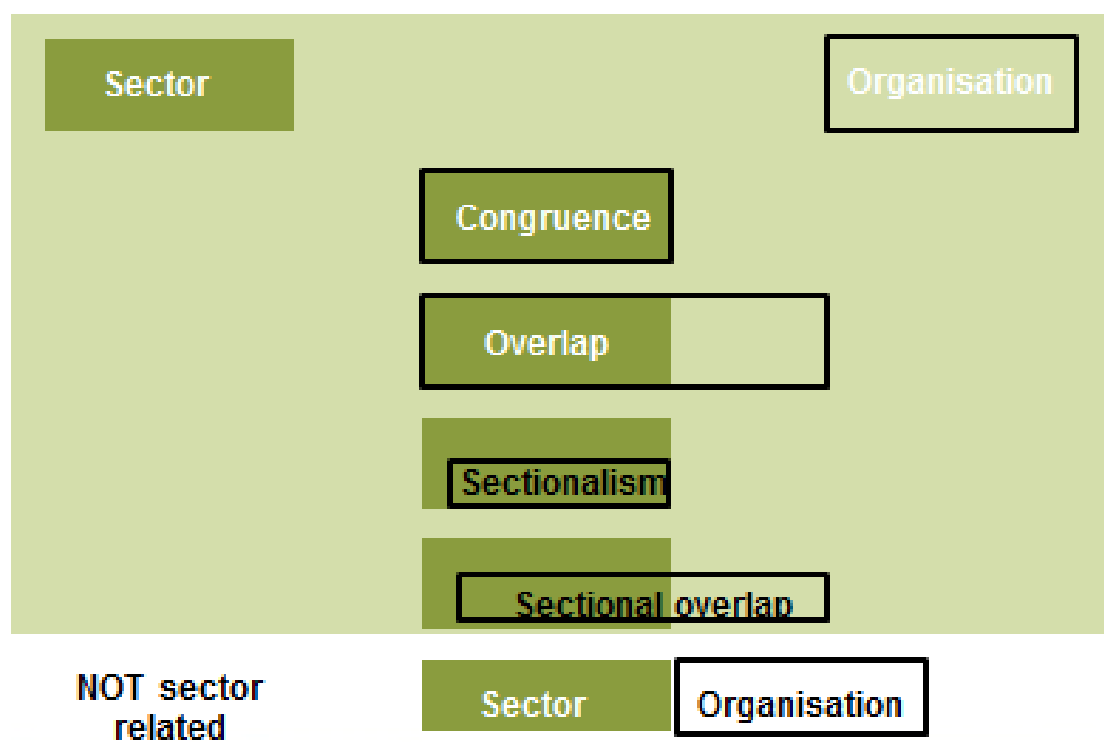 Sector
Organisation
Congruence
Overlap
Sectionalism
Sectional overlap
NOT sector
related
Sector
Organisation